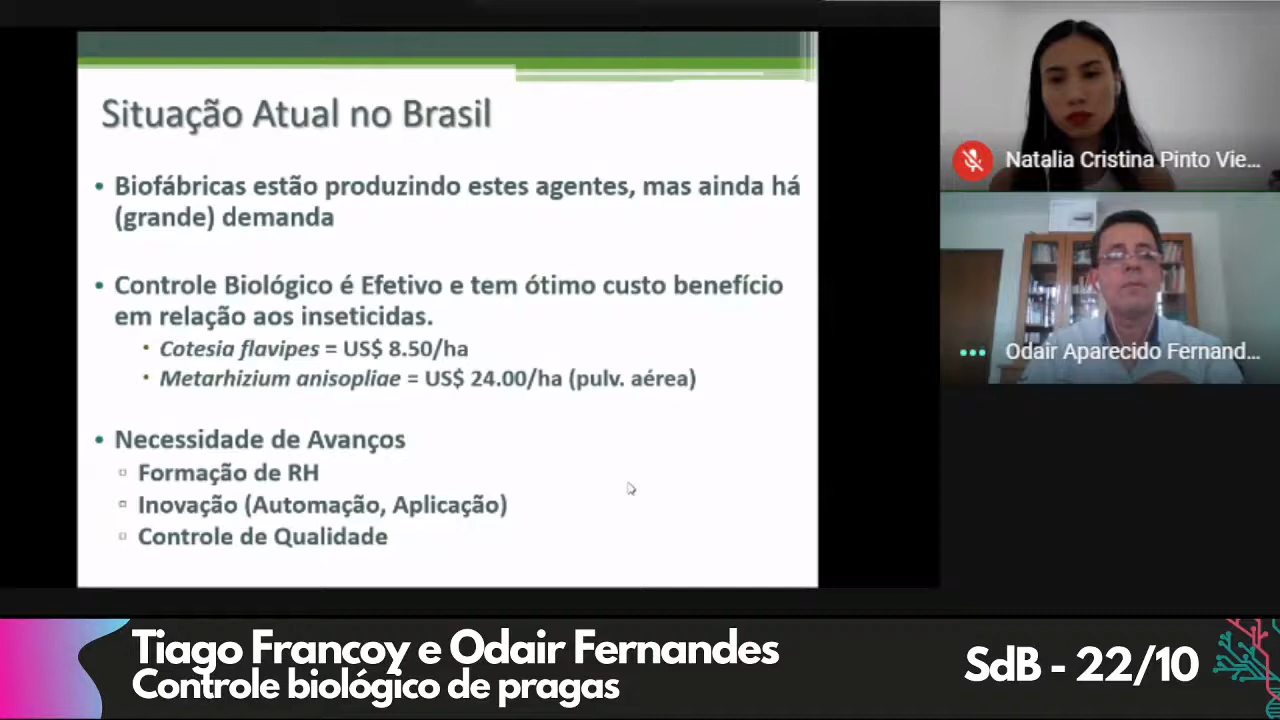 Situação Atual no Brasil
• Biofábricas estão produzindo estes agentes, mas ainda há
(grande) demanda
• Controle Biológico é Efetivo e tem ótimo custo benefício
em relação aos inseticidas.
• Cotesia flavipes = US$ 8.50/ha
• Metarhizium anisopliae = US$ 24.00/ha (pulv. aérea)
• Necessidade de Avanços
▫ Formação de RH
▫ Inovação (Automação, Aplicação)
▫ Controle de Qualidade
Natalia Cristina Pinto Vie...
Odair Aparecido Fernand...
Tiago Francoy e Odair Fernandes
Controle biológico de pragas
SdB - 22/10